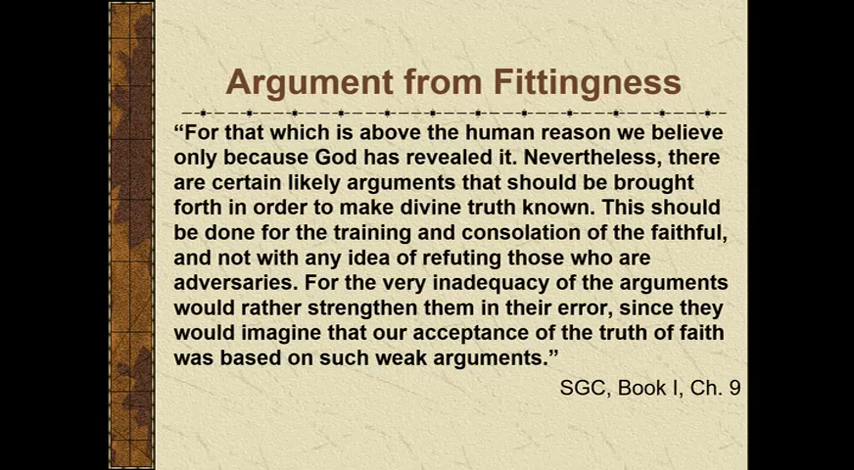 Argument from Fittingness
“For that which is above the human reason we believe
only because God has revealed it. Nevertheless, there
are certain likely arguments that should be brought
forth in order to make divine truth known. This should
be done for the training and consolation of the faithful,
and not with any idea of refuting those who are
adversaries. For the very inadequacy of the arguments
would rather strengthen them in their error, since they
would imagine that our acceptance of the truth of faith
was based on such weak arguments.”
SGC, Book I, Ch. 9